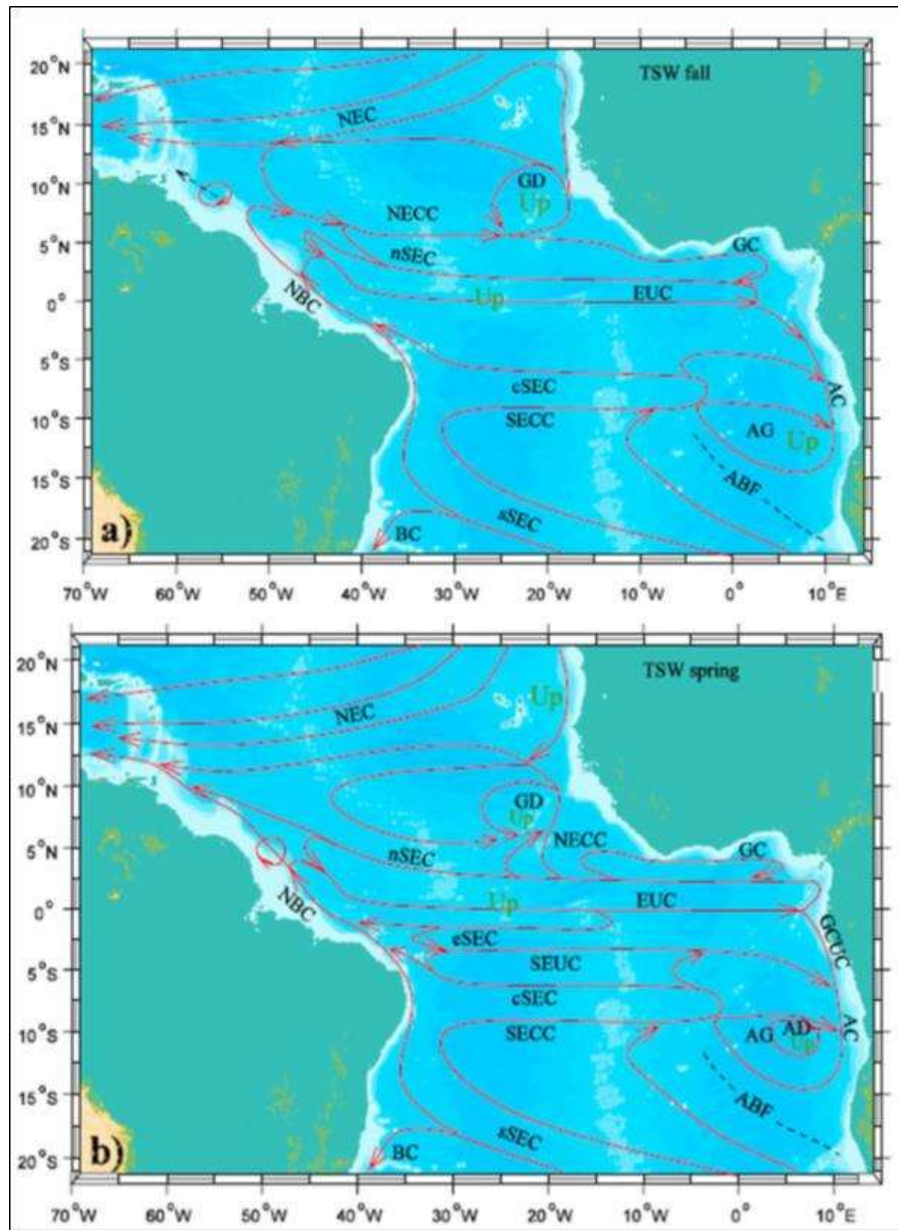 20°N
TSW fall
15°N
NEC
10°N
GD
Up
NECC
5°N
nSEC
GC
0°
NBC
Up
EUC
5°S
cSEC
AC
10°S
SECC
AG
Up
ABF
15°S
sSEC
a)
BC
20°S
70°W 60°W 50°W 40°W 30°W 20°W 10°W 0° 10°E
20°N
TSW spring
Up
15°N
NEC
10°N
GD
Up
NECC
5°N
nSEC
GC
0°
NBC
Up
EUC
GCUC
eSEC
5°S
SEUC
cSEC
10°S
SECC
AG
AD
Up
AC
ABF
15°S
sSEC
b)
BC
20°S
70°W 60°W 50°W 40°W 30°W 20°W 10°W 0° 10°E